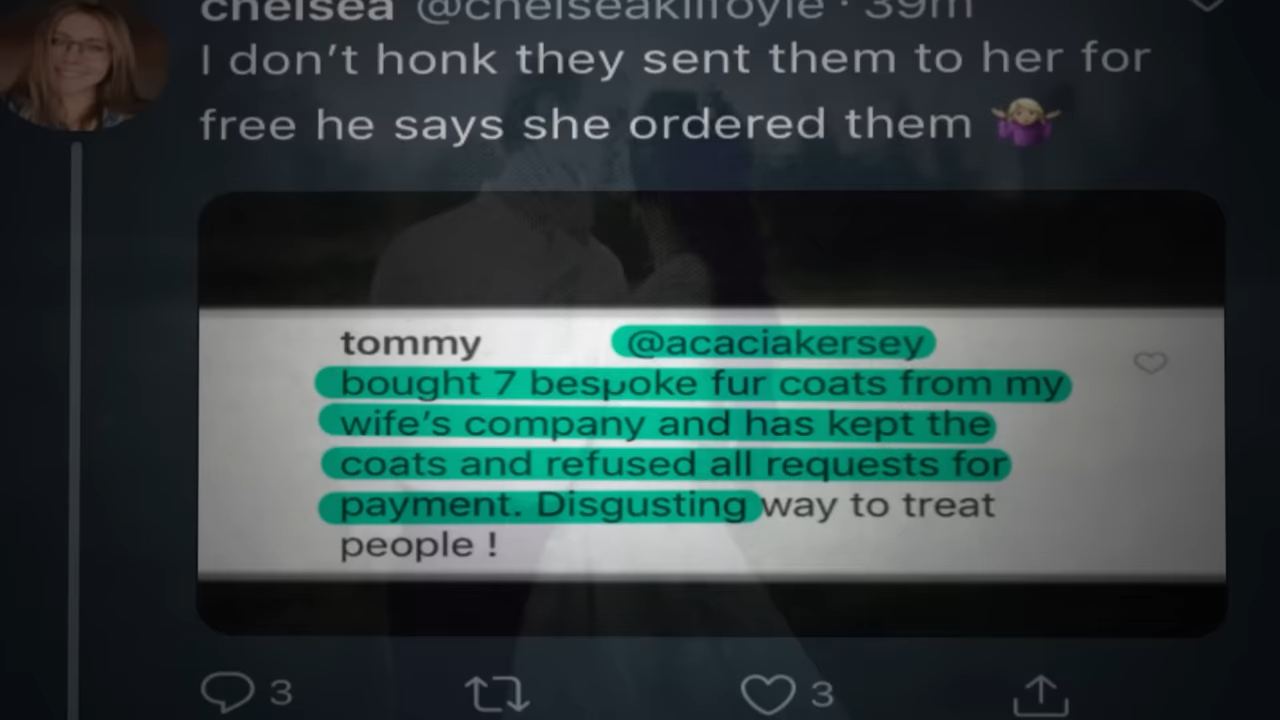 chelsea @chelseakilfoyle · 39m
I don't honk they sent them to her for
free he says she ordered them 🤷🏼‍♀️
tommy @acaciakersey
bought 7 bespoke fur coats from my
wife's company and has kept the
coats and refused all requests for
payment. Disgusting way to treat
people !
3 3